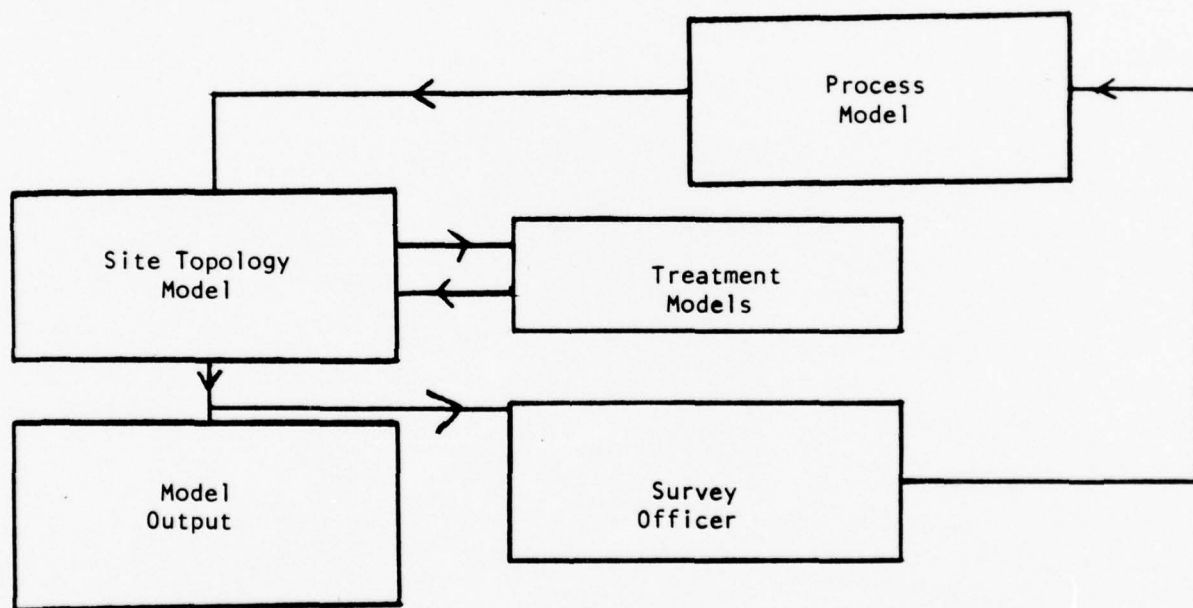 Process
Model
Site Topology
Model
Treatment
Models
Model
Output
Survey
Officer